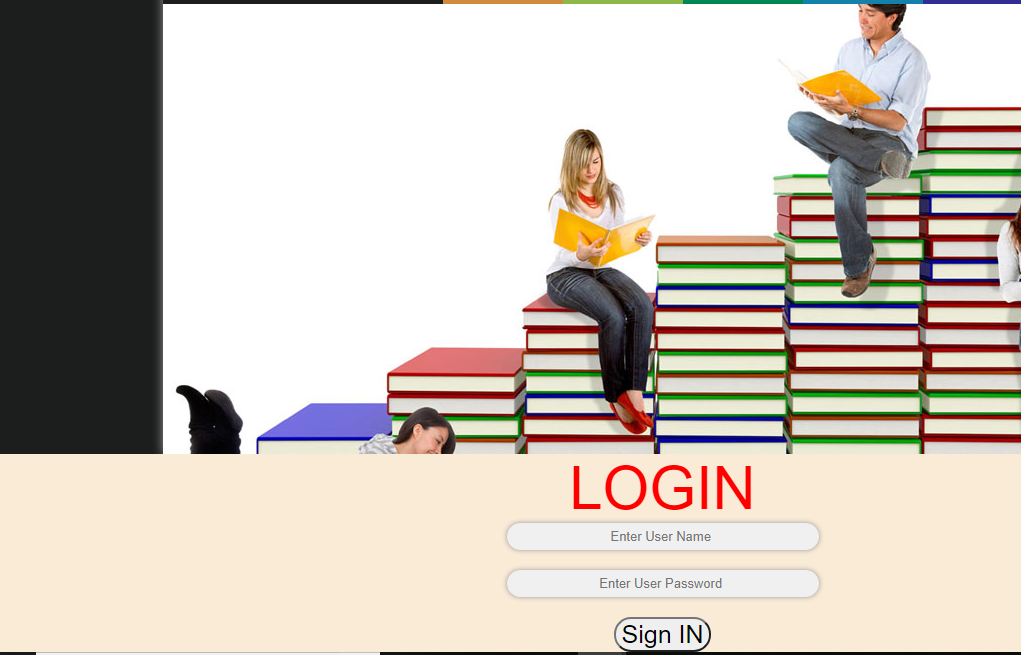 LOGIN
Enter User Name
Enter User Password
Sign IN